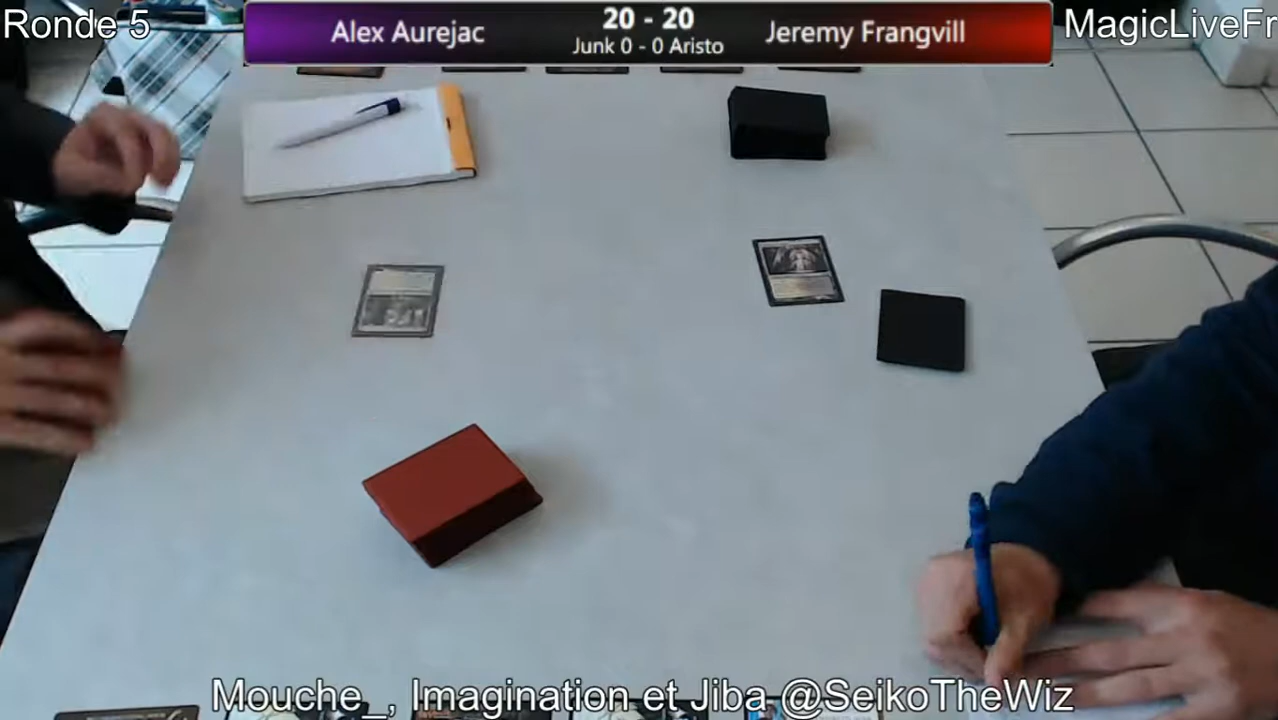 Ronde 5
Alex Aurejac
20 - 20
Junk 0 - 0 Aristo
Jeremy Frangvill
MagicLiveFr
Mouche_, Imagination et Jiba @SeikoTheWiz